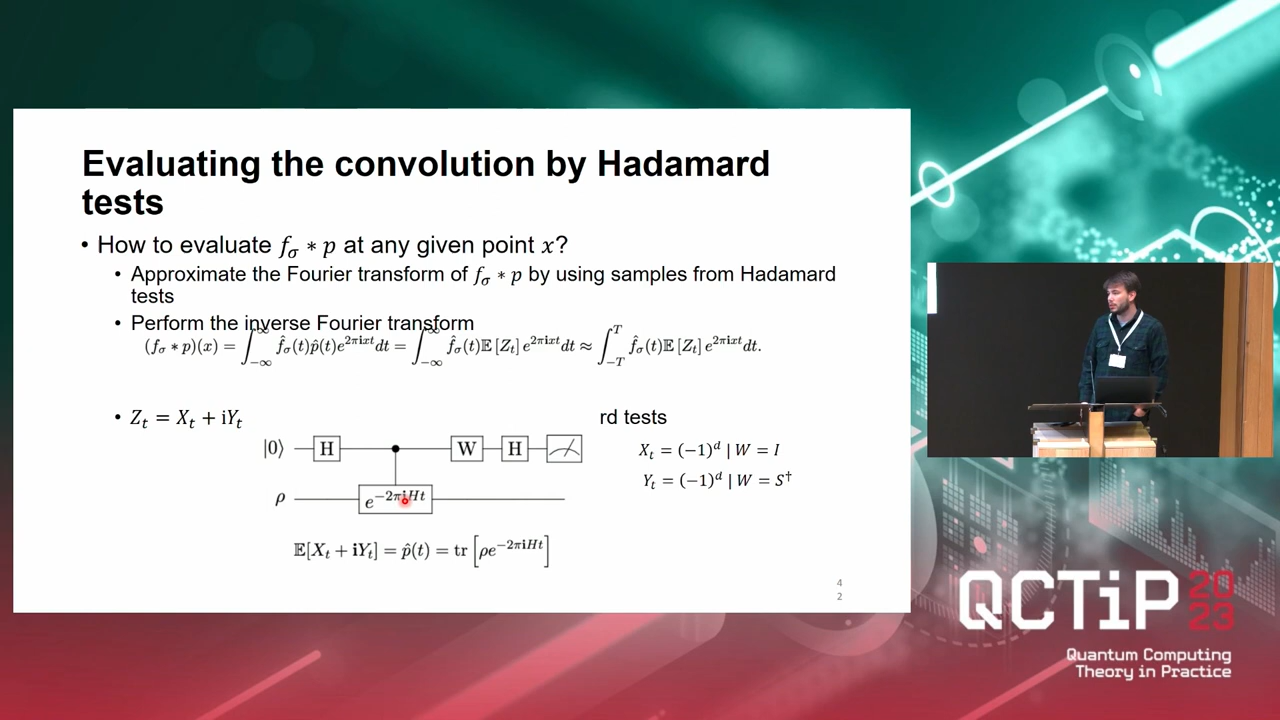 Evaluating the convolution by Hadamard
tests
• How to evaluate f_σ ∗ p at any given point x?
• Approximate the Fourier transform of f_σ ∗ p by using samples from Hadamard
tests
• Perform the inverse Fourier transform
(f_σ ∗ p)(x) = ∫_{−∞}^{∞} f̂_σ(t)p̂(t)e^{2πixt}dt = ∫_{−∞}^{∞} f̂_σ(t)𝔼[Z_t]e^{2πixt}dt ≈ ∫_{−T}^{T} f̂_σ(t)𝔼[Z_t]e^{2πixt}dt.
• Z_t = X_t + iY_t rd tests
|0⟩ H W H
X_t = (−1)^d | W = I
Y_t = (−1)^d | W = S^†
ρ e^{−2πiHt}
𝔼[X_t + iY_t] = p̂(t) = tr[ρe^{−2πiHt}]
4
2
QCTiP 20
23
Quantum Computing
Theory in Practice